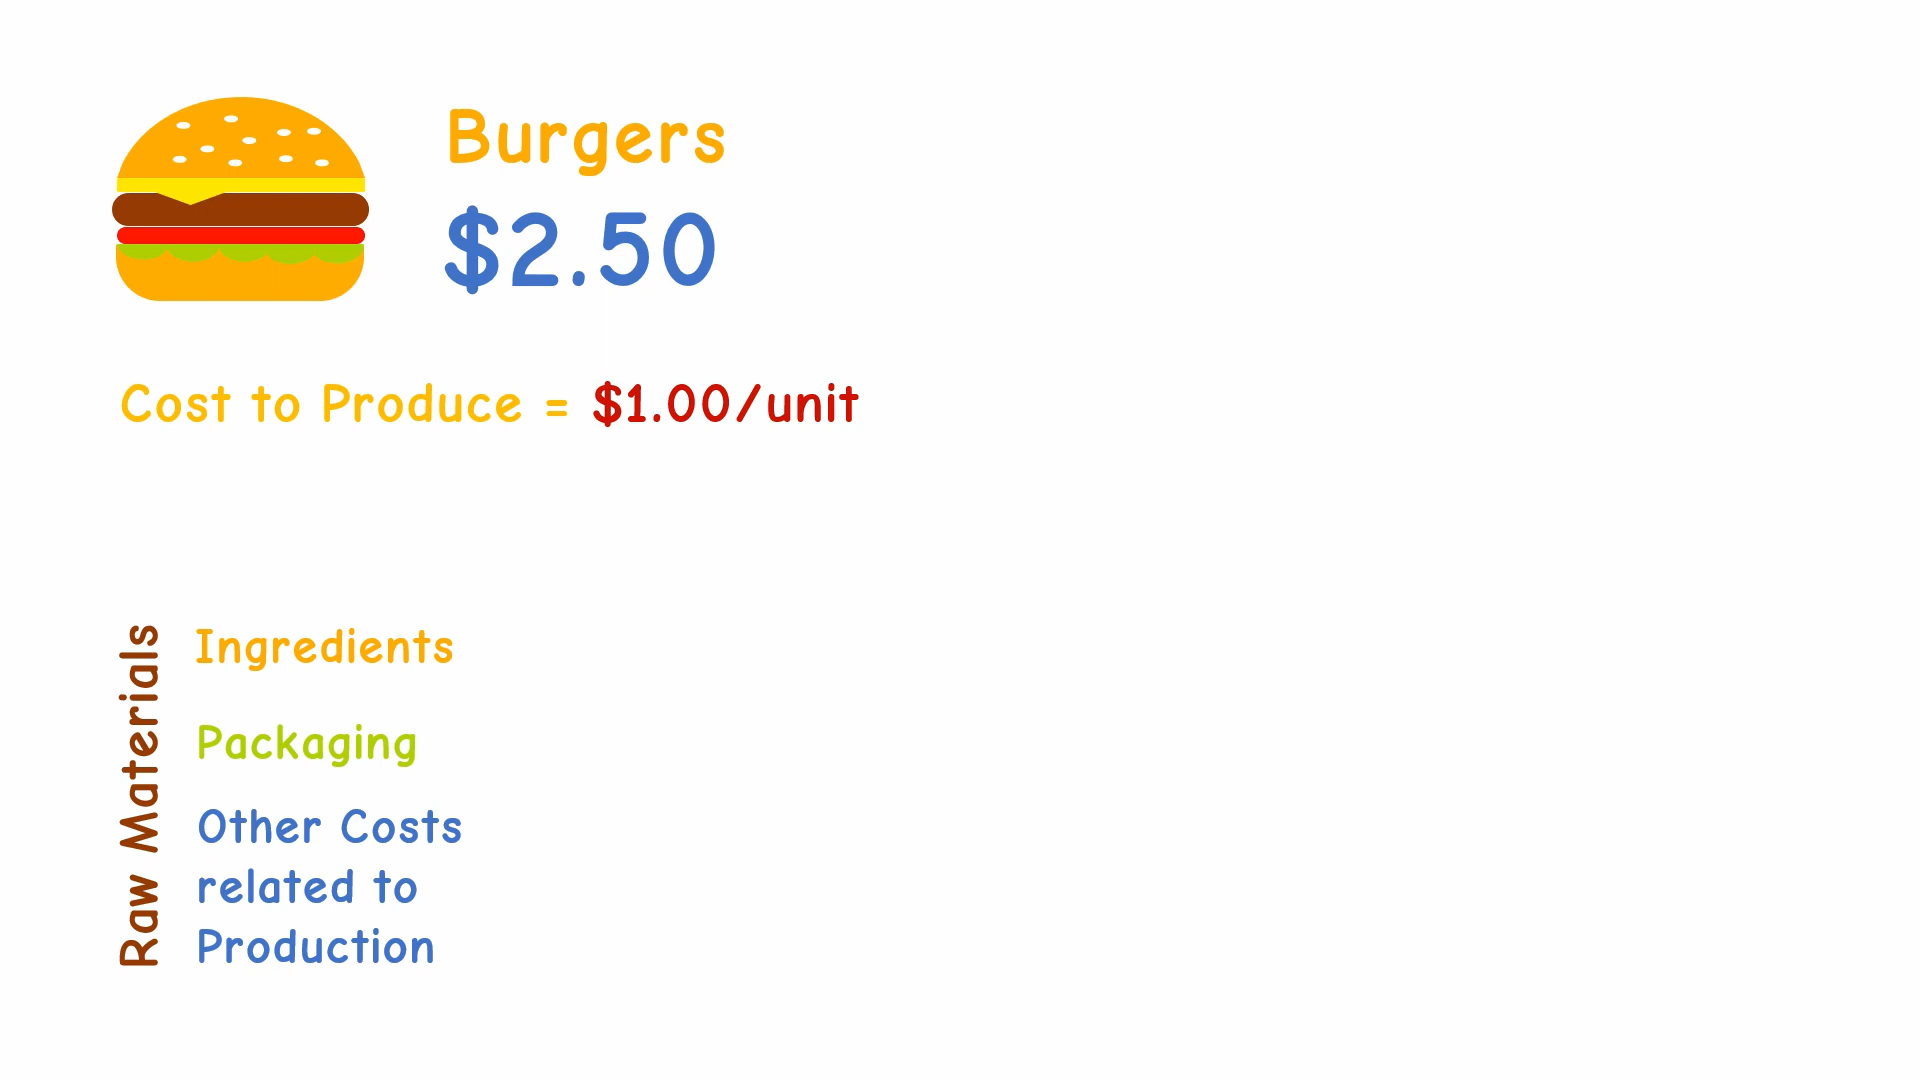 Burgers
$2.50
Cost to Produce = $1.00/unit
Raw Materials
Ingredients
Packaging
Other Costs
related to
Production